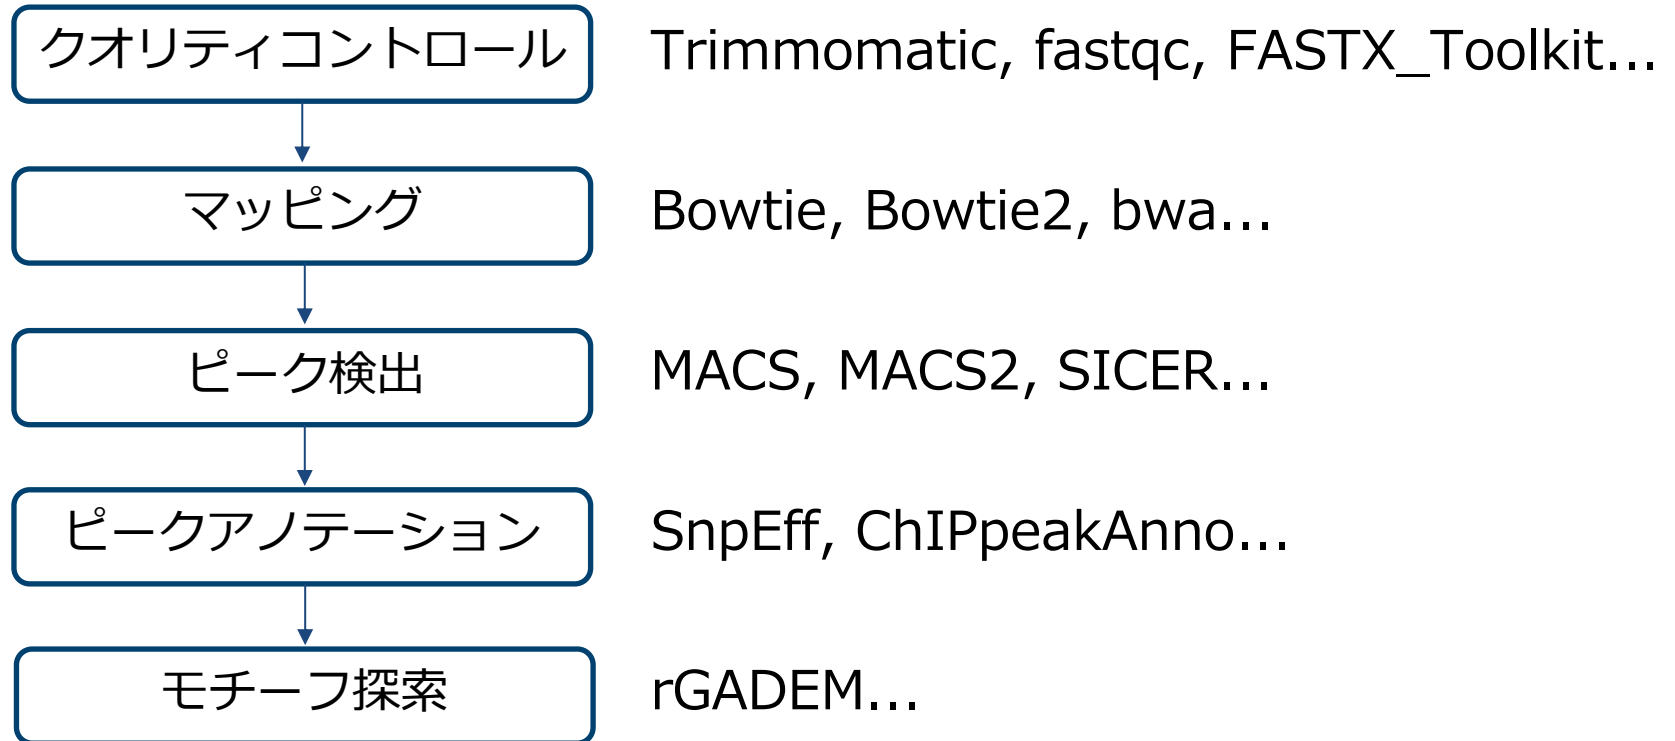 クオリティコントロール Trimmomatic, fastqc, FASTX_Toolkit...
マッピング Bowtie, Bowtie2, bwa...
ピーク検出 MACS, MACS2, SICER...
ピークアノテーション SnpEff, ChIPpeakAnno...
モチーフ探索 rGADEM...